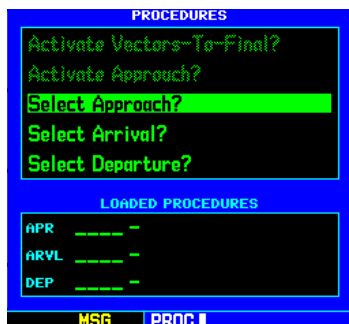 PROCEDURES
Activate Vectors-To-Final?
Activate Approach?
Select Approach?
Select Arrival?
Select Departure?
LOADED PROCEDURES
APR ____ -
ARVL ____ -
DEP ____ -
MSG PROC